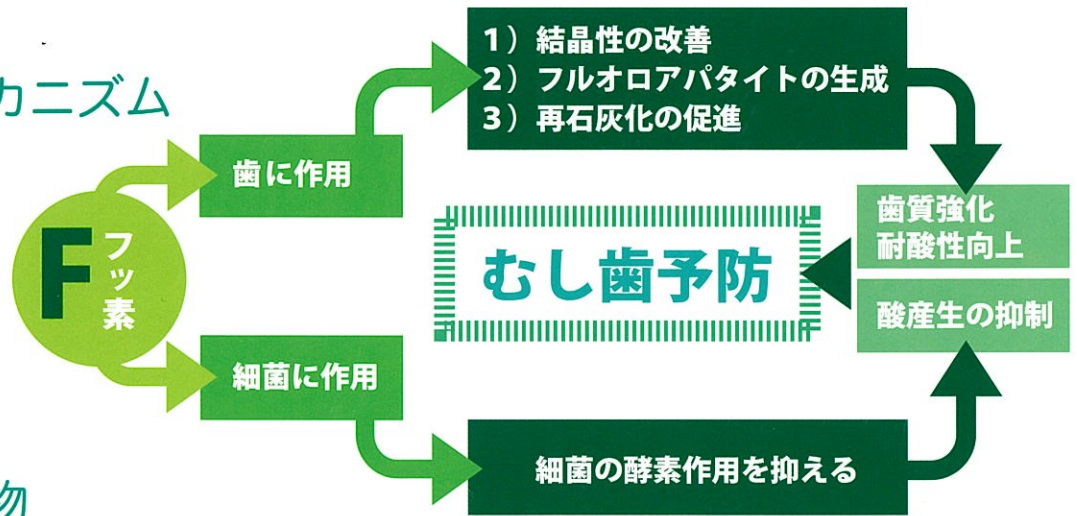 カニズム
F
フッ素
歯に作用
1）結晶性の改善
2）フルオロアパタイトの生成
3）再石灰化の促進
歯質強化
耐酸性向上
むし歯予防
酸産生の抑制
細菌に作用
細菌の酵素作用を抑える
物